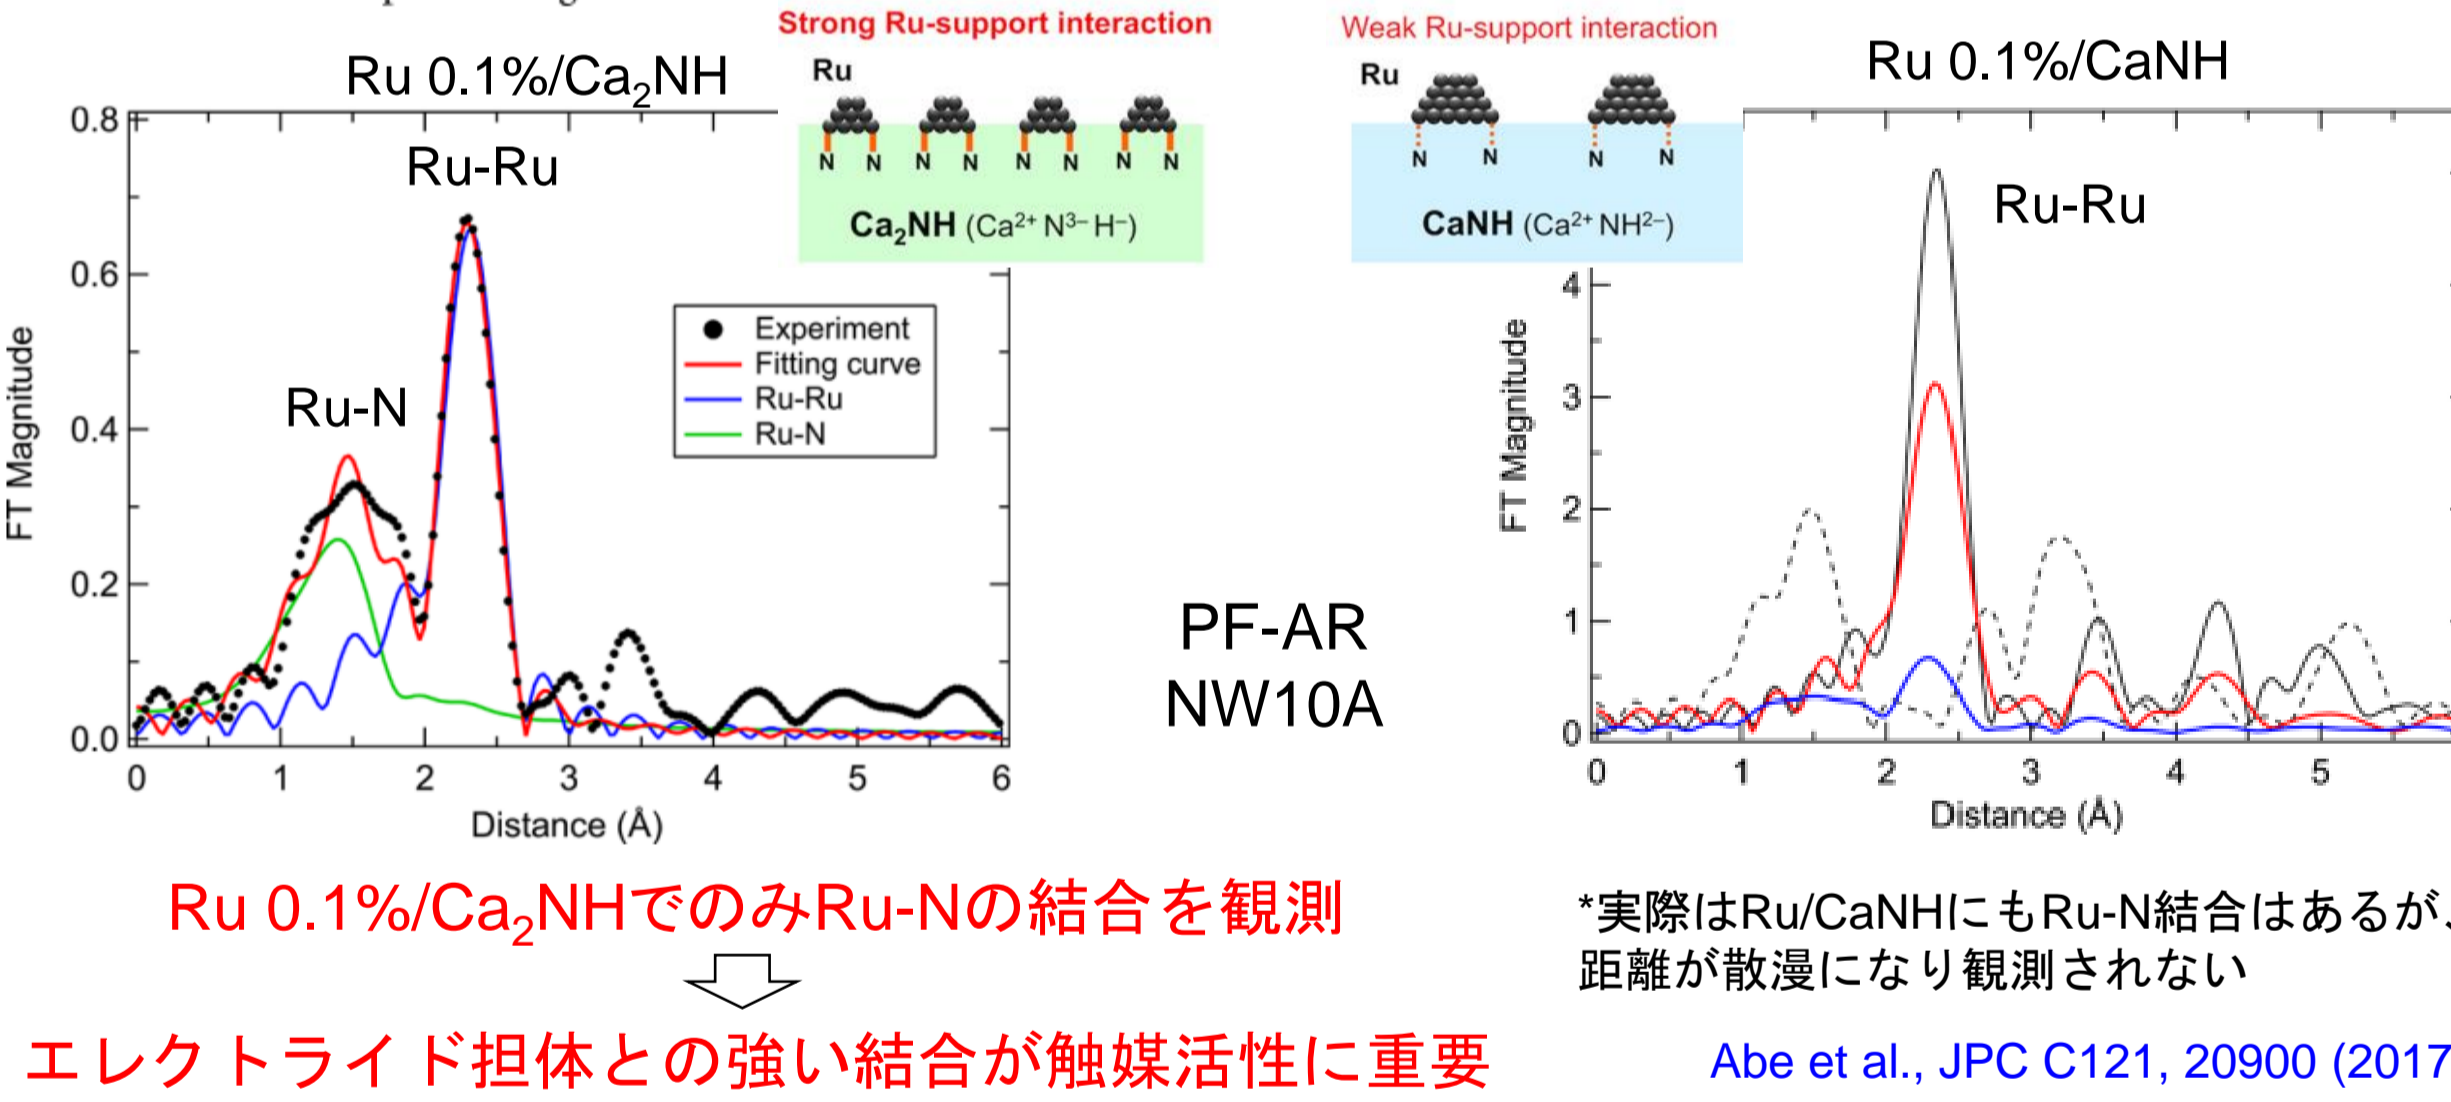 Strong Ru-support interaction
Weak Ru-support interaction
Ru 0.1%/Ca₂NH
Ru
N N N N N N N N
Ca₂NH (Ca²⁺ N³⁻ H⁻)
Ru
N N N N
CaNH (Ca²⁺ NH²⁻)
Ru 0.1%/CaNH
FT Magnitude
0.8
0.6
0.4
0.2
0.0
Ru-Ru
Ru-N
Experiment
Fitting curve
Ru-Ru
Ru-N
0 1 2 3 4 5 6
Distance (Å)
PF-AR
NW10A
FT Magnitude
4
3
2
1
0
Ru-Ru
0 1 2 3 4 5
Distance (Å)
Ru 0.1%/Ca₂NHでのみRu-Nの結合を観測
エレクトライド担体との強い結合が触媒活性に重要
*実際はRu/CaNHにもRu-N結合はあるが、
距離が散漫になり観測されない
Abe et al., JPC C121, 20900 (2017